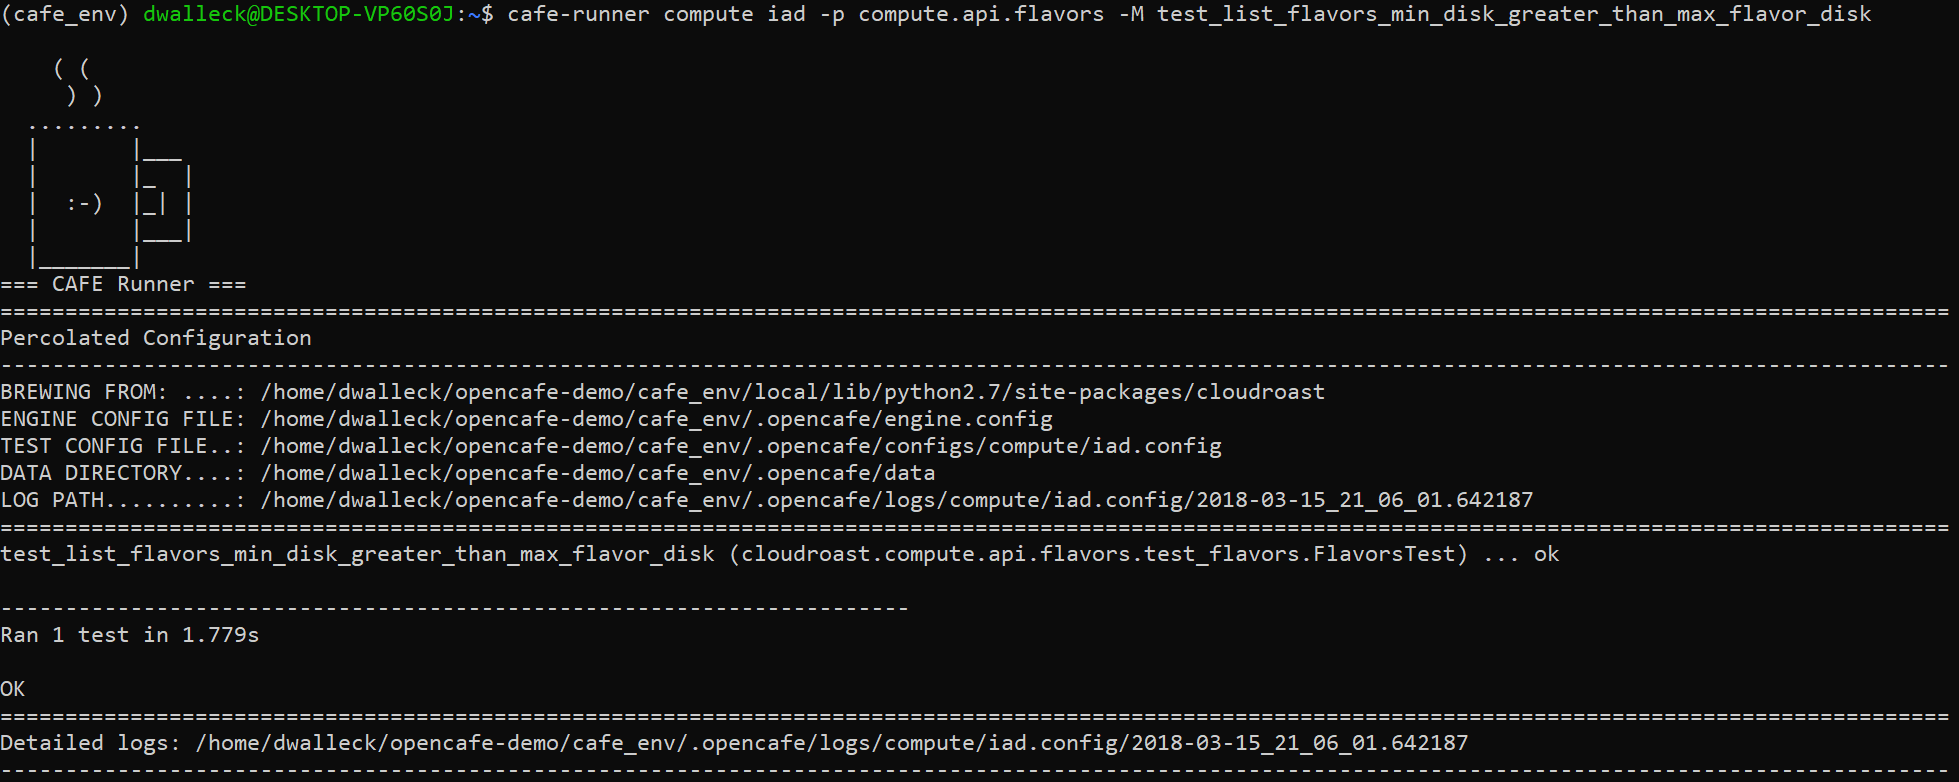 (cafe_env) dwalleck@DESKTOP-VP60S0J:~$ cafe-runner compute iad -p compute.api.flavors -M test_list_flavors_min_disk_greater_than_max_flavor_disk

    ( (
     ) )
  .........
  |       |___
  |       |_  |
  |  :-)  |_| |
  |       |___|
  |_______|
=== CAFE Runner ===
======================================================================================================================================================
Percolated Configuration
------------------------------------------------------------------------------------------------------------------------------------------------------
BREWING FROM: ....: /home/dwalleck/opencafe-demo/cafe_env/local/lib/python2.7/site-packages/cloudroast
ENGINE CONFIG FILE: /home/dwalleck/opencafe-demo/cafe_env/.opencafe/engine.config
TEST CONFIG FILE..: /home/dwalleck/opencafe-demo/cafe_env/.opencafe/configs/compute/iad.config
DATA DIRECTORY....: /home/dwalleck/opencafe-demo/cafe_env/.opencafe/data
LOG PATH..........: /home/dwalleck/opencafe-demo/cafe_env/.opencafe/logs/compute/iad.config/2018-03-15_21_06_01.642187
======================================================================================================================================================
test_list_flavors_min_disk_greater_than_max_flavor_disk (cloudroast.compute.api.flavors.test_flavors.FlavorsTest) ... ok

----------------------------------------------------------------------
Ran 1 test in 1.779s

OK
======================================================================================================================================================
Detailed logs: /home/dwalleck/opencafe-demo/cafe_env/.opencafe/logs/compute/iad.config/2018-03-15_21_06_01.642187
------------------------------------------------------------------------------------------------------------------------------------------------------